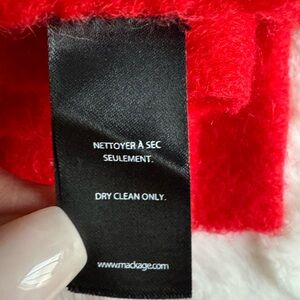 NETTOYER À SEC
SEULEMENT.
DRY CLEAN ONLY.
www.mackage.com